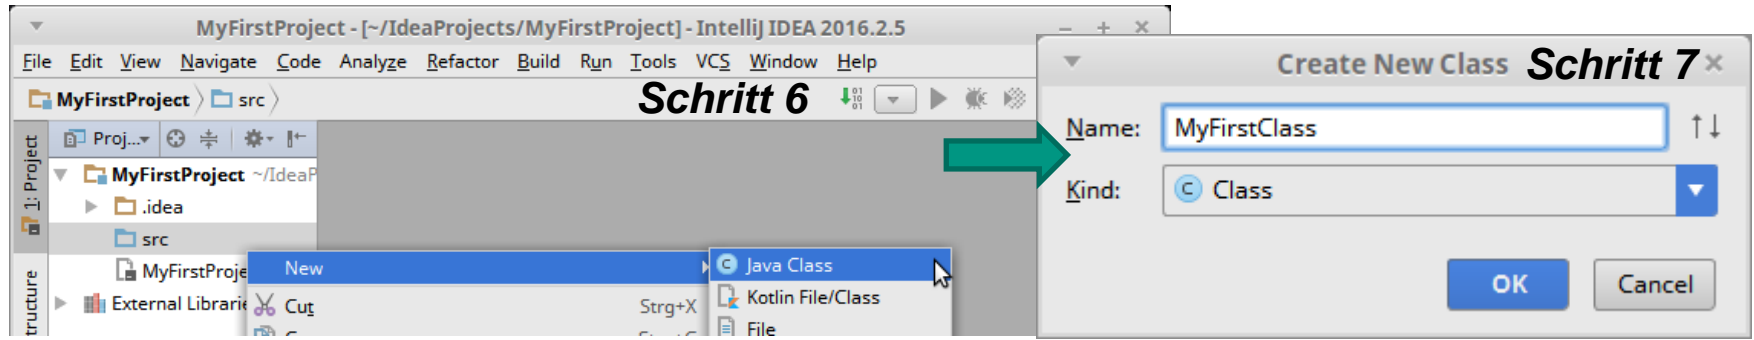 MyFirstProject - [~/IdeaProjects/MyFirstProject] - IntelliJ IDEA 2016.2.5
File Edit View Navigate Code Analyze Refactor Build Run Tools VCS Window Help
MyFirstProject src
Schritt 6
1: Project
Proj...
MyFirstProject ~/IdeaP
.idea
src
MyFirstProje
External Librarie
New
Cut
Strg+X
Java Class
Kotlin File/Class
File
Create New Class
Schritt 7
Name: MyFirstClass
Kind: Class
OK Cancel